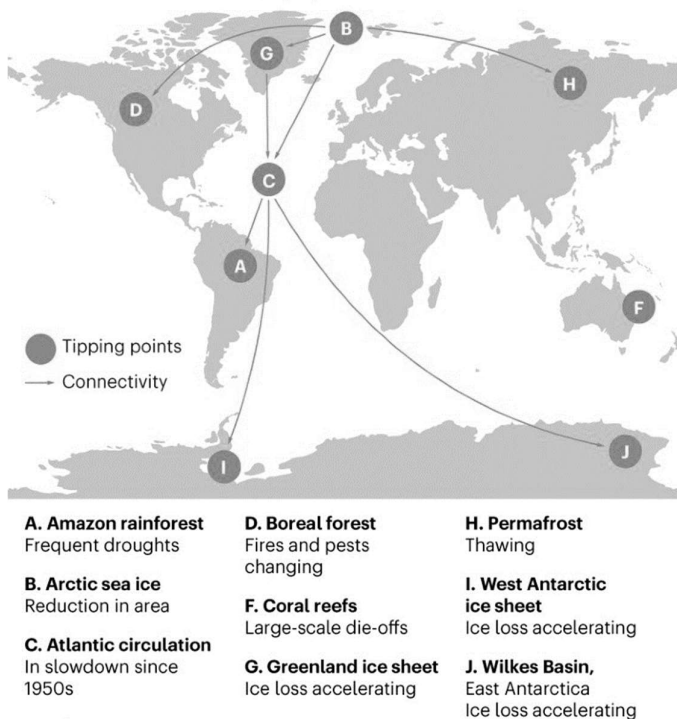 B
G
H
D
C
A
F
Tipping points
Connectivity
J
I
A. Amazon rainforest
Frequent droughts
B. Arctic sea ice
Reduction in area
C. Atlantic circulation
In slowdown since
1950s
D. Boreal forest
Fires and pests
changing
F. Coral reefs
Large-scale die-offs
G. Greenland ice sheet
Ice loss accelerating
H. Permafrost
Thawing
I. West Antarctic
ice sheet
Ice loss accelerating
J. Wilkes Basin,
East Antarctica
Ice loss accelerating